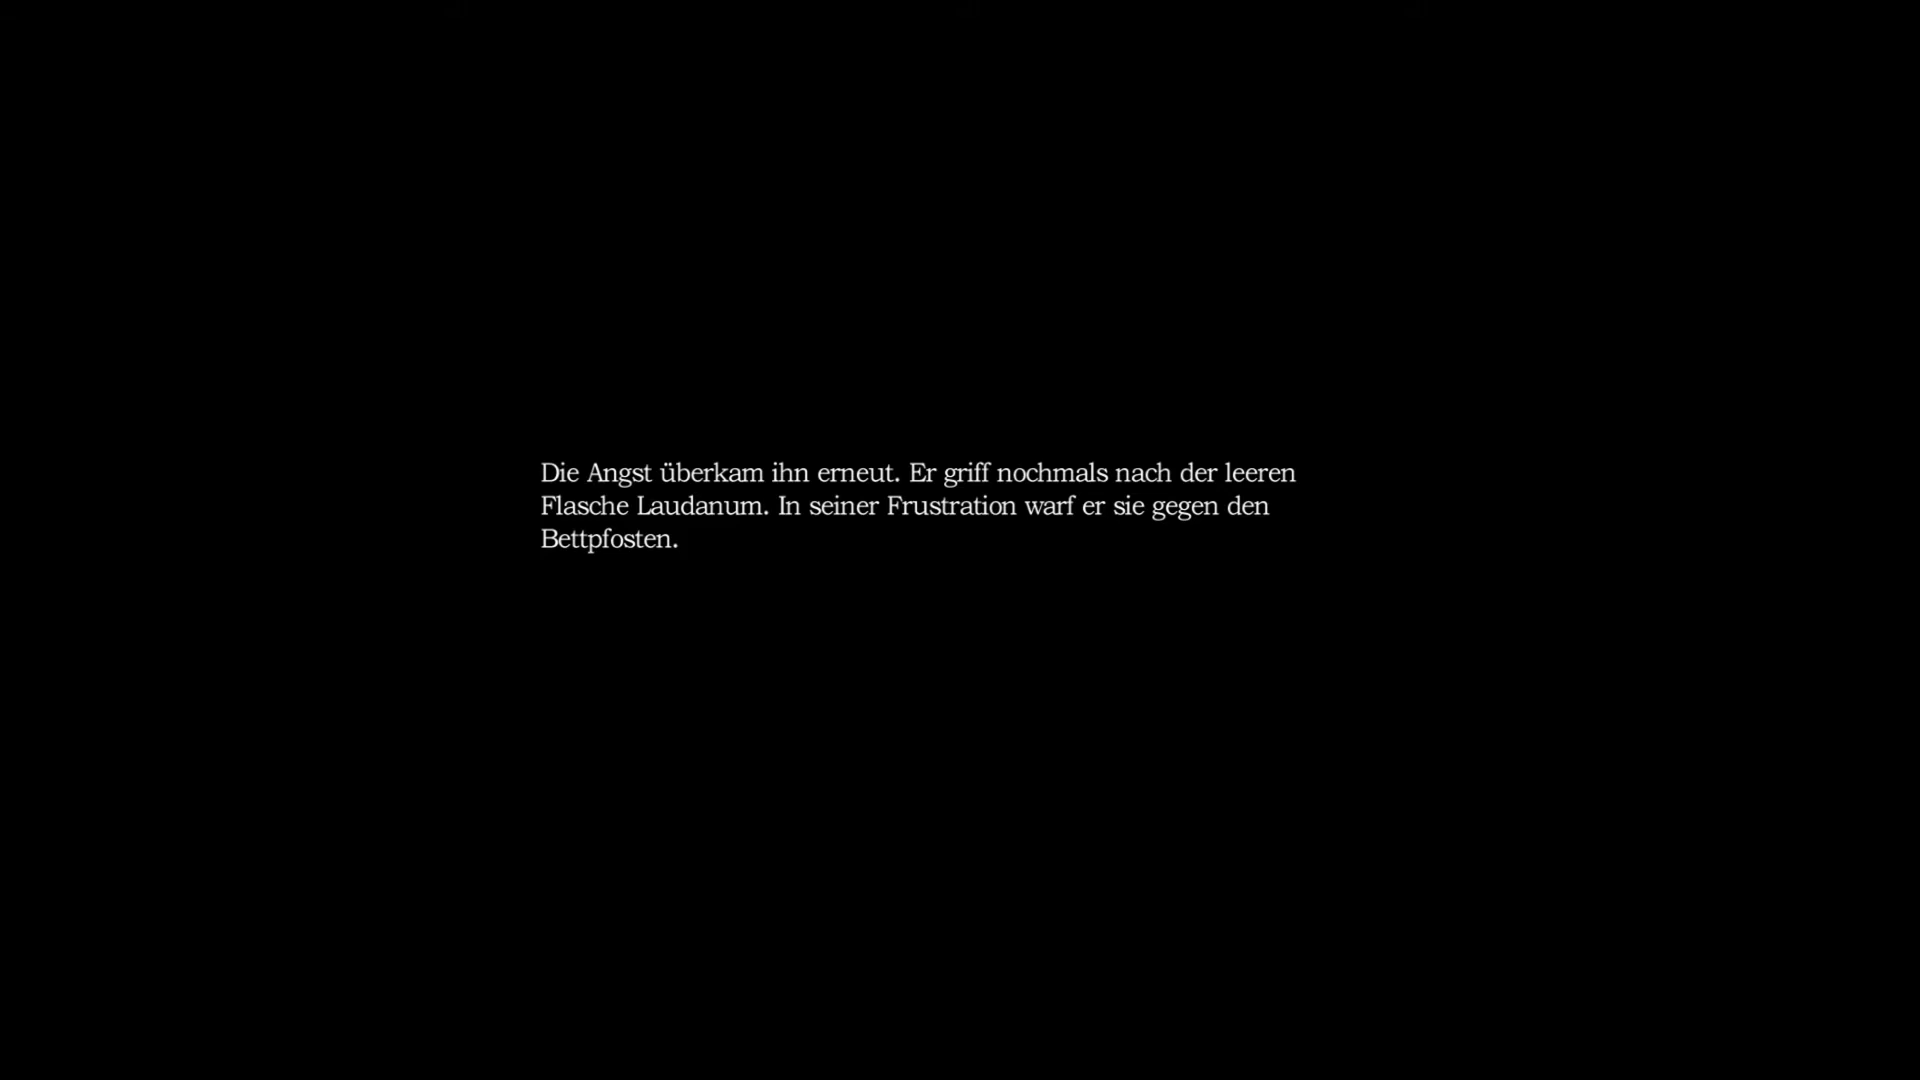 Die Angst überkam ihn erneut. Er griff nochmals nach der leeren
Flasche Laudanum. In seiner Frustration warf er sie gegen den
Bettpfosten.